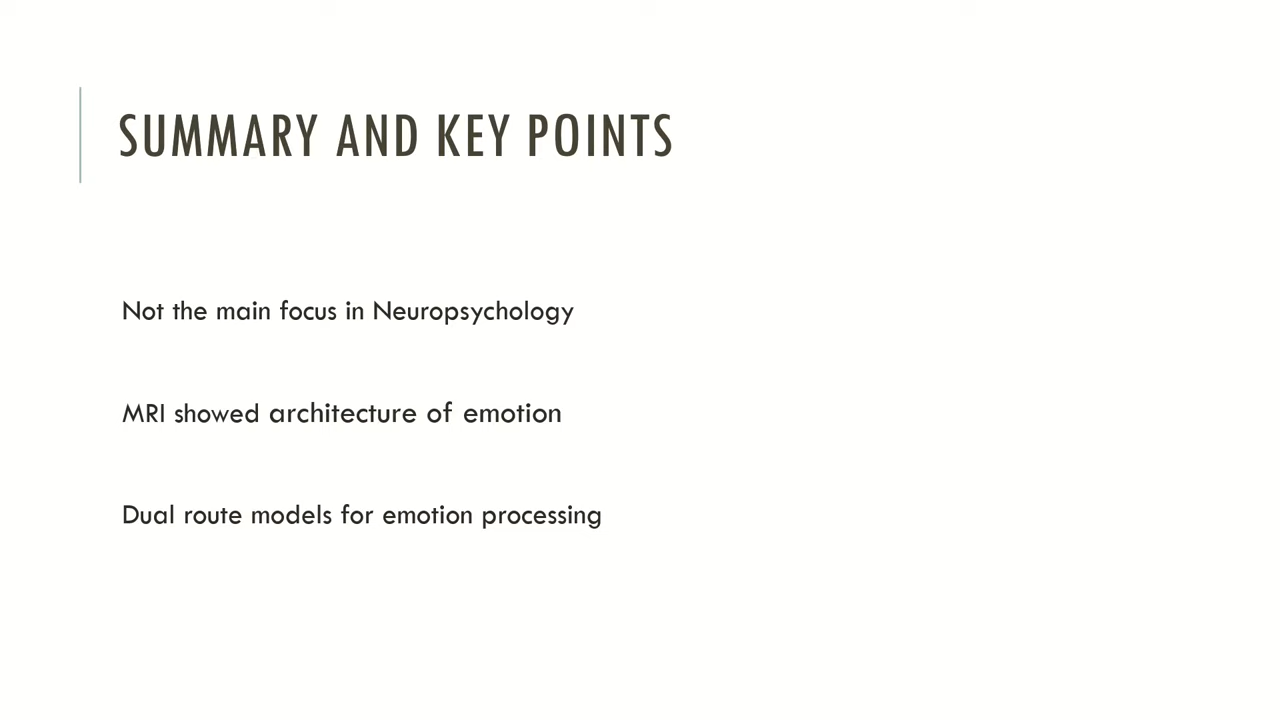 SUMMARY AND KEY POINTS
Not the main focus in Neuropsychology
MRI showed architecture of emotion
Dual route models for emotion processing